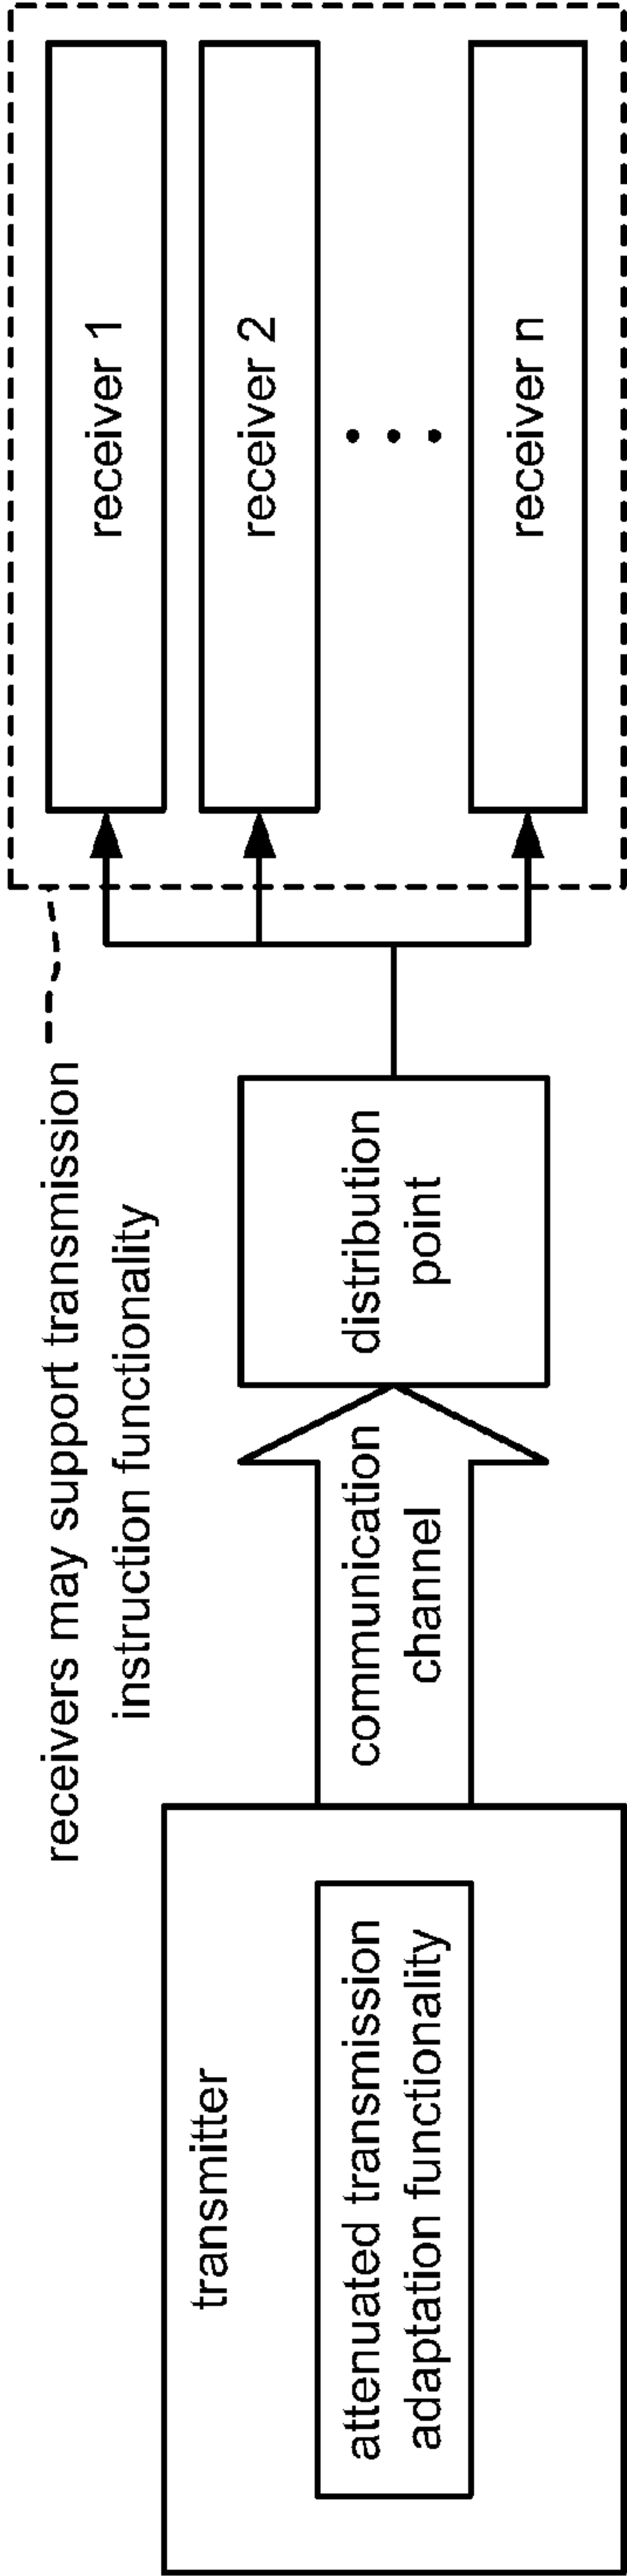 receivers may support transmission
instruction functionality
transmitter
attenuated transmission
adaptation functionality
communication
channel
distribution
point
receiver 1
receiver 2
receiver n